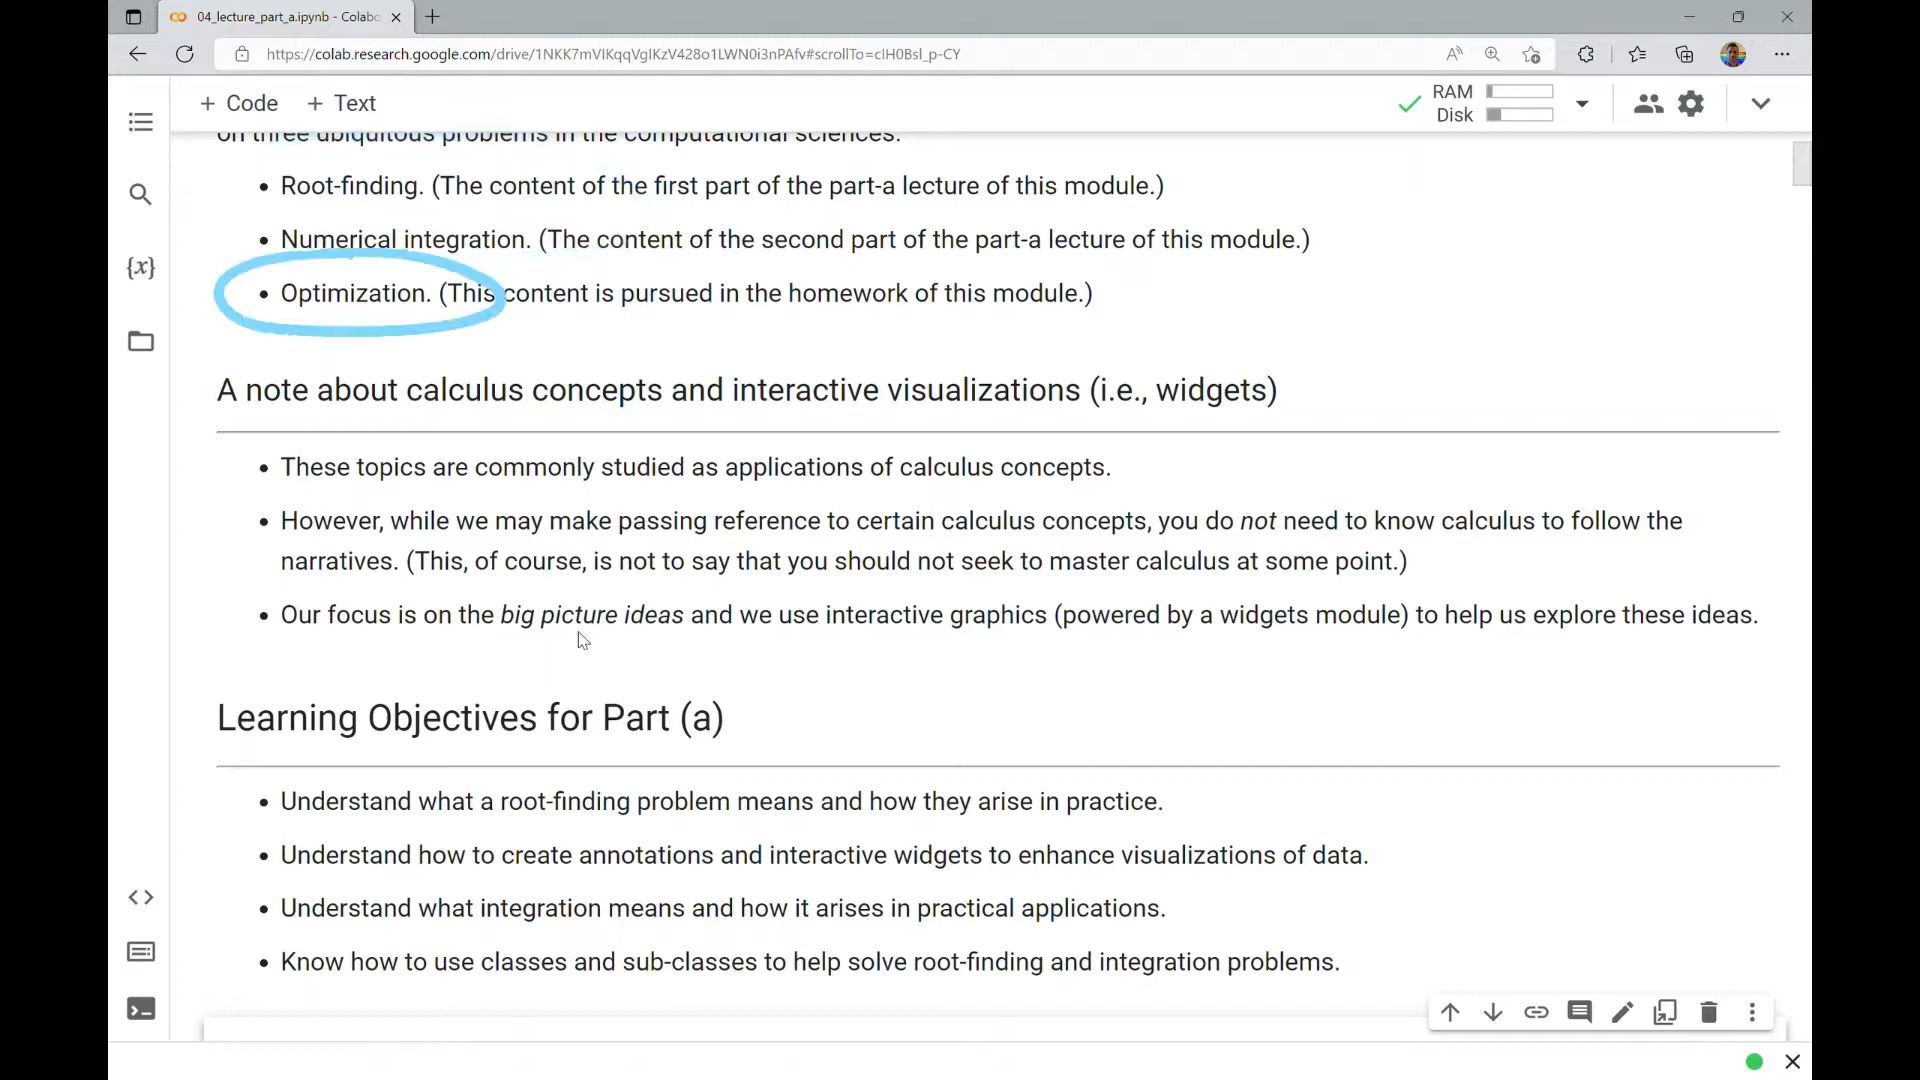 04_lecture_part_a.ipynb - Colabo
https://colab.research.google.com/drive/1NKK7mVIKqqVgIKzV428o1LWN0i3nPAfv#scrollTo=cIH0Bsl_p-CY
+ Code + Text
RAM
Disk
on three ubiquitous problems in the computational sciences.
• Root-finding. (The content of the first part of the part-a lecture of this module.)
• Numerical integration. (The content of the second part of the part-a lecture of this module.)
{x}
• Optimization. (This content is pursued in the homework of this module.)
A note about calculus concepts and interactive visualizations (i.e., widgets)
• These topics are commonly studied as applications of calculus concepts.
• However, while we may make passing reference to certain calculus concepts, you do not need to know calculus to follow the
narratives. (This, of course, is not to say that you should not seek to master calculus at some point.)
• Our focus is on the big picture ideas and we use interactive graphics (powered by a widgets module) to help us explore these ideas.
Learning Objectives for Part (a)
• Understand what a root-finding problem means and how they arise in practice.
• Understand how to create annotations and interactive widgets to enhance visualizations of data.
• Understand what integration means and how it arises in practical applications.
• Know how to use classes and sub-classes to help solve root-finding and integration problems.